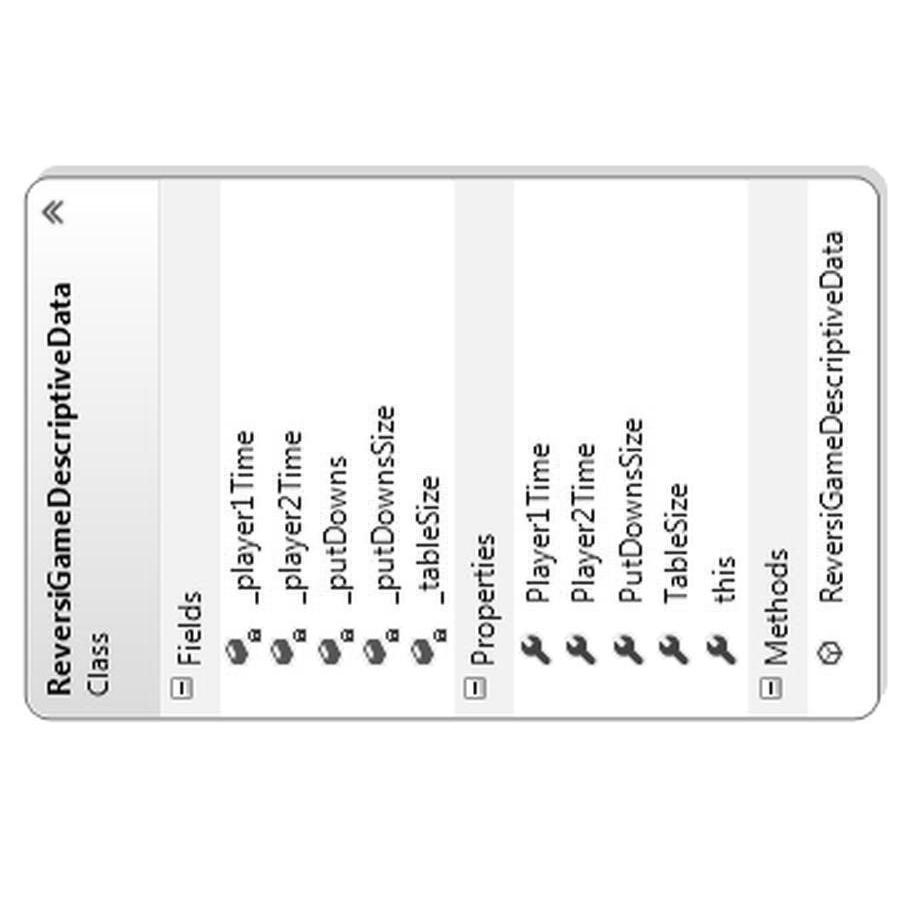 ReversiGameDescriptiveData
Class
Fields
_player1Time
_player2Time
_putDowns
_putDownsSize
_tableSize
Properties
Player1Time
Player2Time
PutDownsSize
TableSize
this
Methods
ReversiGameDescriptiveData